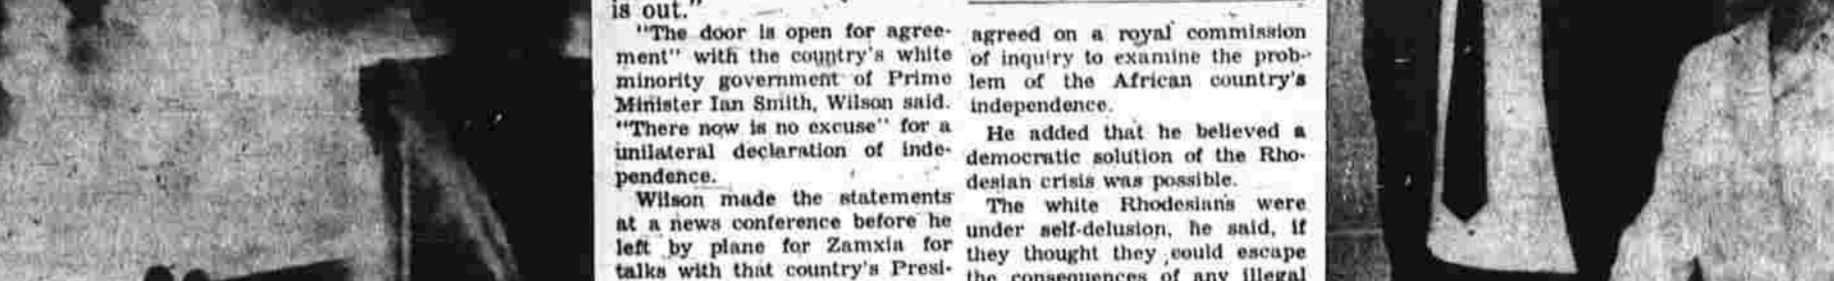 is out."
"The door is open for agree-
ment" with the country's white
minority government of Prime
Minister Ian Smith, Wilson said.
"There now is no excuse" for a
unilateral declaration of inde-
pendence.
Wilson made the statements
at a news conference before he
left by plane for Zamxia for
talks with that country's Presi-
agreed on a royal commission
of inquiry to examine the prob-
lem of the African country's
independence.
He added that he believed a
democratic solution of the Rho-
desian crisis was possible.
The white Rhodesians were
under self-delusion, he said, if
they thought they could escape
the consequences of any illegal